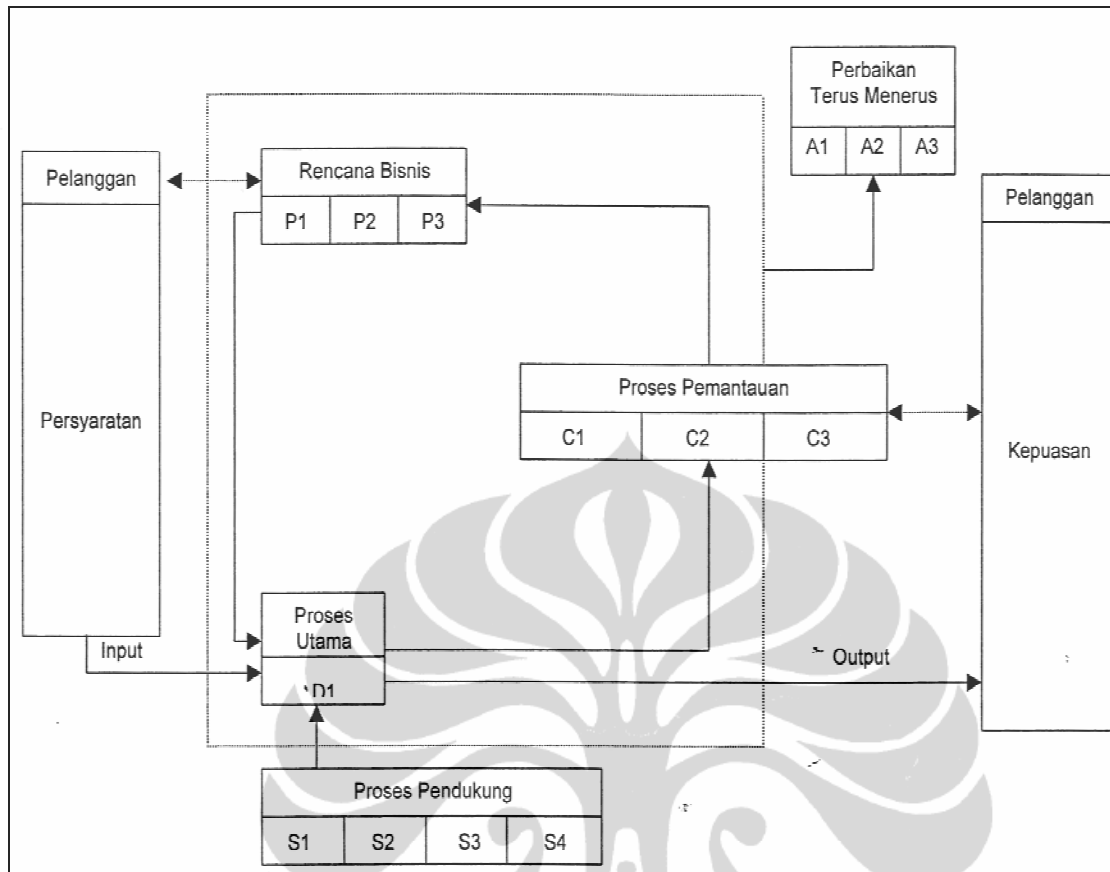 Perbaikan
Terus Menerus
A1 A2 A3
Pelanggan
Persyaratan
Rencana Bisnis
P1 P2 P3
Pelanggan
Kepuasan
Proses Pemantauan
C1 C2 C3
Proses
Utama
D1
Input
Output
Proses Pendukung
S1 S2 S3 S4